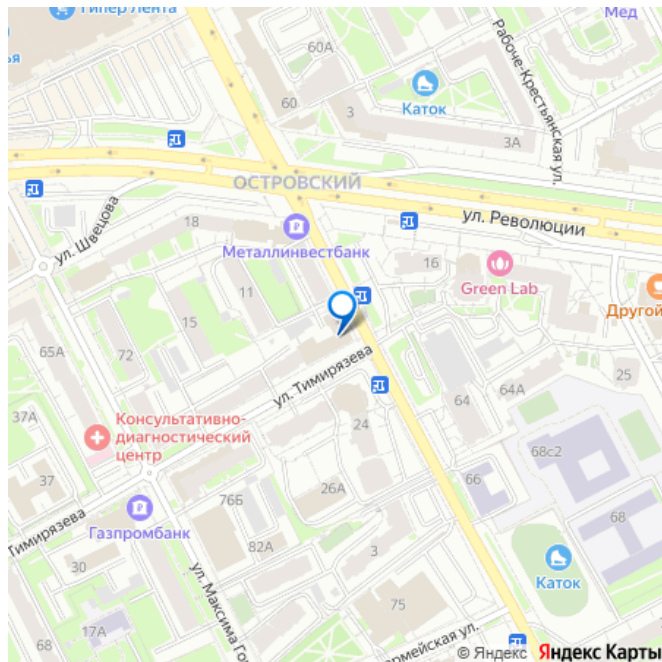 Гипер Лента
Мед
60А
60
3
Каток
3А
Рабоче-Крестьянская ул.
ОСТРОВСКИЙ
ул. Революции
ул. Швецова
18
Металлинвестбанк
16
Green Lab
Другой
11
15
65А
72
ул. Тимирязева
25
64А
64
37А
Консультативно-
диагностический
центр
24
68с2
37
66
76Б
26А
68
Газпромбанк
Тимирязева
82А
3
30
Каток
ул. Максима Го
75
17А
68
армейская ул.
© Яндекс Яндекс Карты